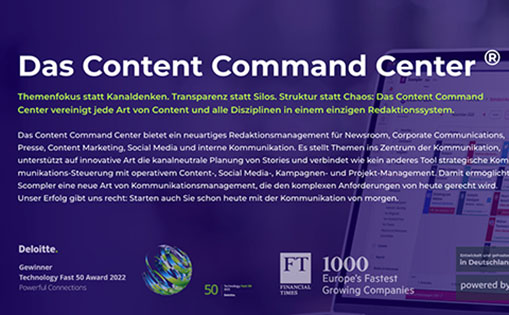 Das Content Command Center ®
Themenfokus statt Kanaldenken. Transparenz statt Silos. Struktur statt Chaos: Das Content Command
Center vereinigt jede Art von Content und alle Disziplinen in einem einzigen Redaktionssystem.
Das Content Command Center bietet ein neuartiges Redaktionsmanagement für Newsroom, Corporate Communications,
Presse, Content Marketing, Social Media und interne Kommunikation. Es stellt Themen ins Zentrum der Kommunikation,
unterstützt auf innovative Art die kanalneutrale Planung von Stories und verbindet wie kein anderes Tool strategische Kom
munikations-Steuerung mit operativem Content-, Social Media-, Kampagnen- und Projekt-Management. Damit ermöglicht
Scompler eine neue Art von Kommunikationsmanagement, die den komplexen Anforderungen von heute gerecht wird.
Unser Erfolg gibt uns recht: Starten auch Sie schon heute mit der Kommunikation von morgen.
Deloitte.
Gewinner
Technology Fast 50 Award 2022
Powerful Connections
50
FT
FINANCIAL
TIMES
1000
Europe's Fastest
Growing Companies
Entwickelt und
in Deutschland
powered by